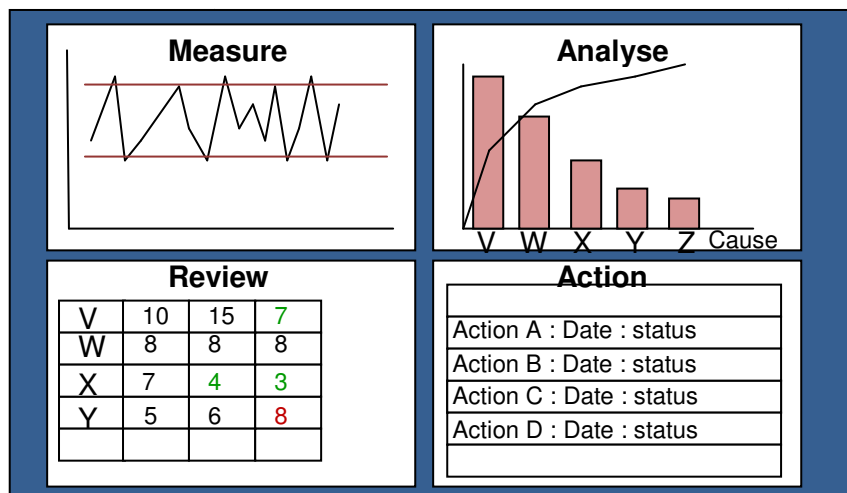 Measure
Analyse
V W X Y Z Cause
Review
V 10 15 7
W 8 8 8
X 7 4 3
Y 5 6 8
Action
Action A : Date : status
Action B : Date : status
Action C : Date : status
Action D : Date : status